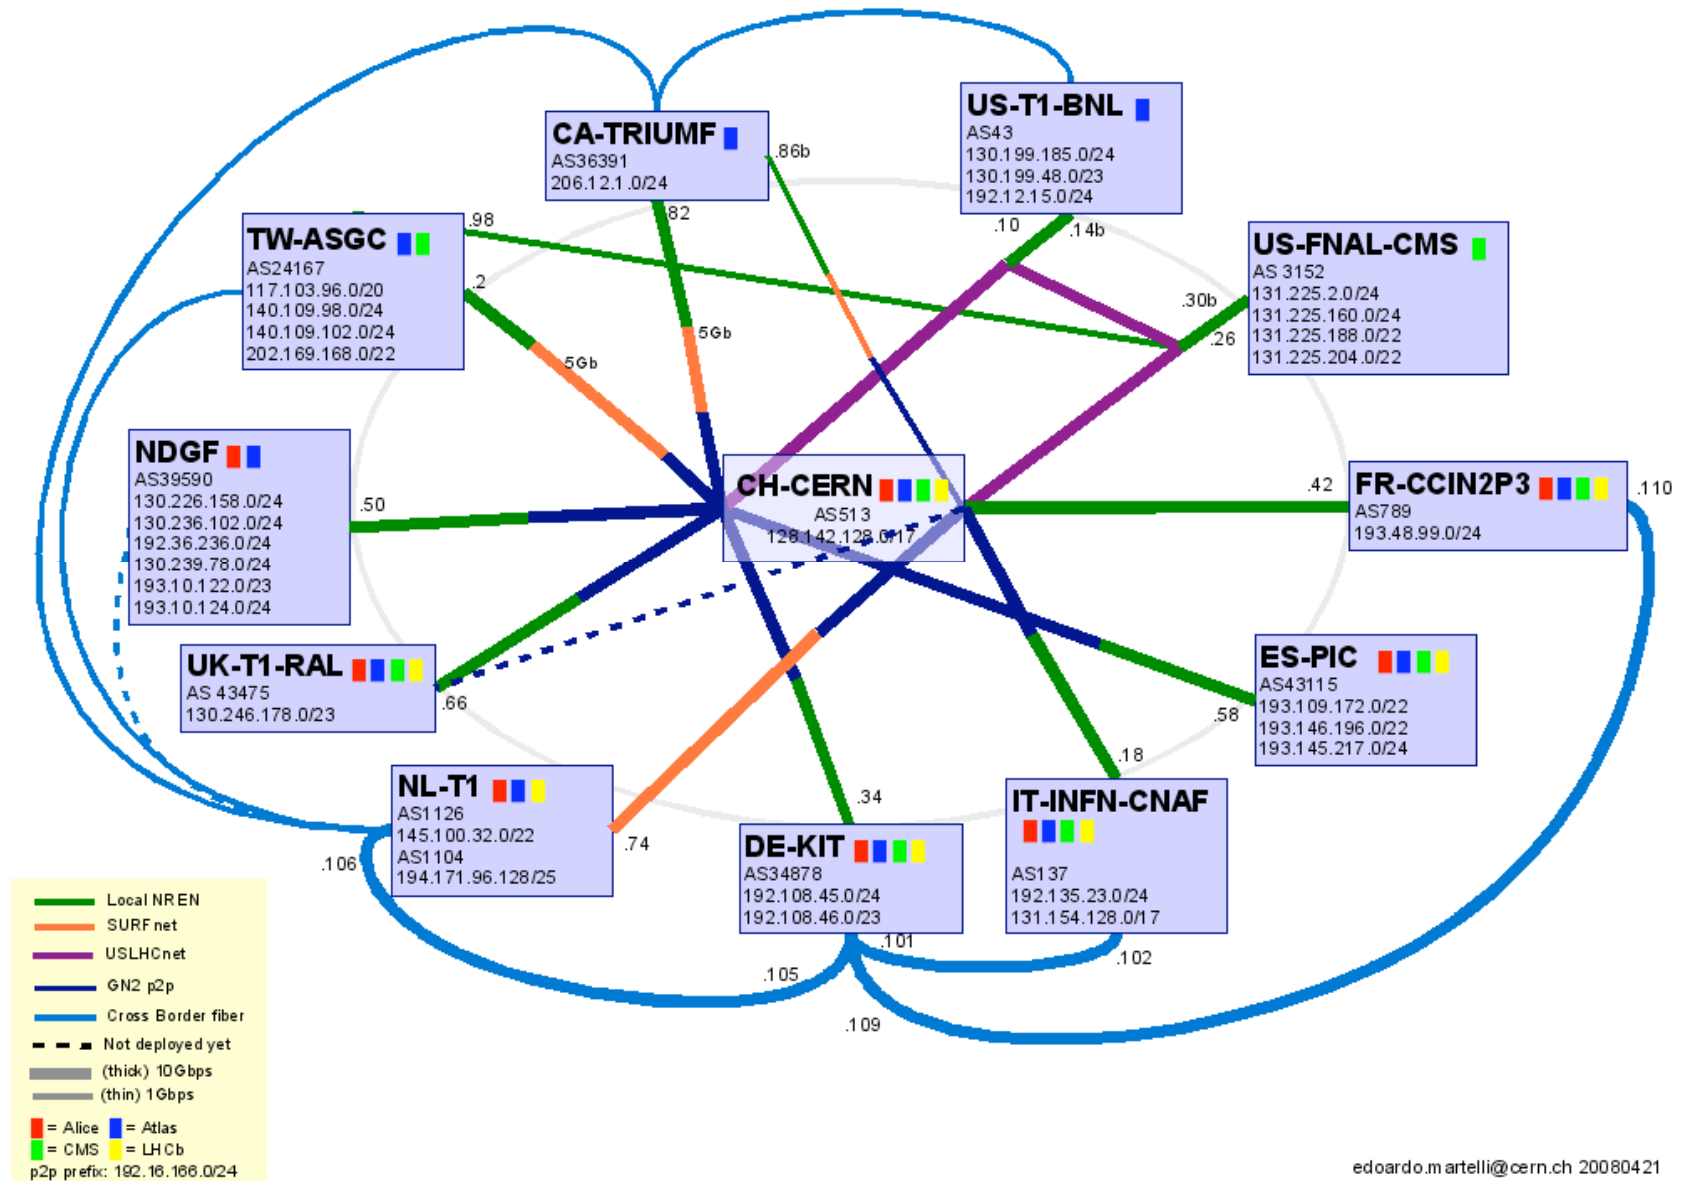 US-T1-BNL
AS43
130.199.185.0/24
130.199.48.0/23
192.12.15.0/24
CA-TRIUMF
AS36391
206.12.1.0/24
.86b
.82
.10
.14b
TW-ASGC
AS24167
117.103.96.0/20
140.109.98.0/24
140.109.102.0/24
202.169.168.0/22
.98
.2
5Gb
5Gb
US-FNAL-CMS
AS 3152
131.225.2.0/24
131.225.160.0/24
131.225.188.0/22
131.225.204.0/22
.30b
.26
NDGF
AS39590
130.226.158.0/24
130.236.102.0/24
192.36.236.0/24
130.239.78.0/24
193.10.122.0/23
193.10.124.0/24
.50
CH-CERN
AS513
128.142.128.0/17
.42
FR-CCIN2P3
AS789
193.48.99.0/24
.110
UK-T1-RAL
AS 43475
130.246.178.0/23
.66
ES-PIC
AS43115
193.109.172.0/22
193.146.196.0/22
193.145.217.0/24
.58
NL-T1
AS1126
145.100.32.0/22
AS1104
194.171.96.128/25
.106
.74
DE-KIT
AS34878
192.108.45.0/24
192.108.46.0/23
.34
.101
.105
.109
IT-INFN-CNAF
AS137
192.135.23.0/24
131.154.128.0/17
.18
.102
Local NREN
SURFnet
USLHCnet
GN2 p2p
Cross Border fiber
Not deployed yet
(thick) 10Gbps
(thin) 1Gbps
= Alice = Atlas
= CMS = LHCb
p2p prefix: 192.16.166.0/24
edoardo.martelli@cern.ch 20080421